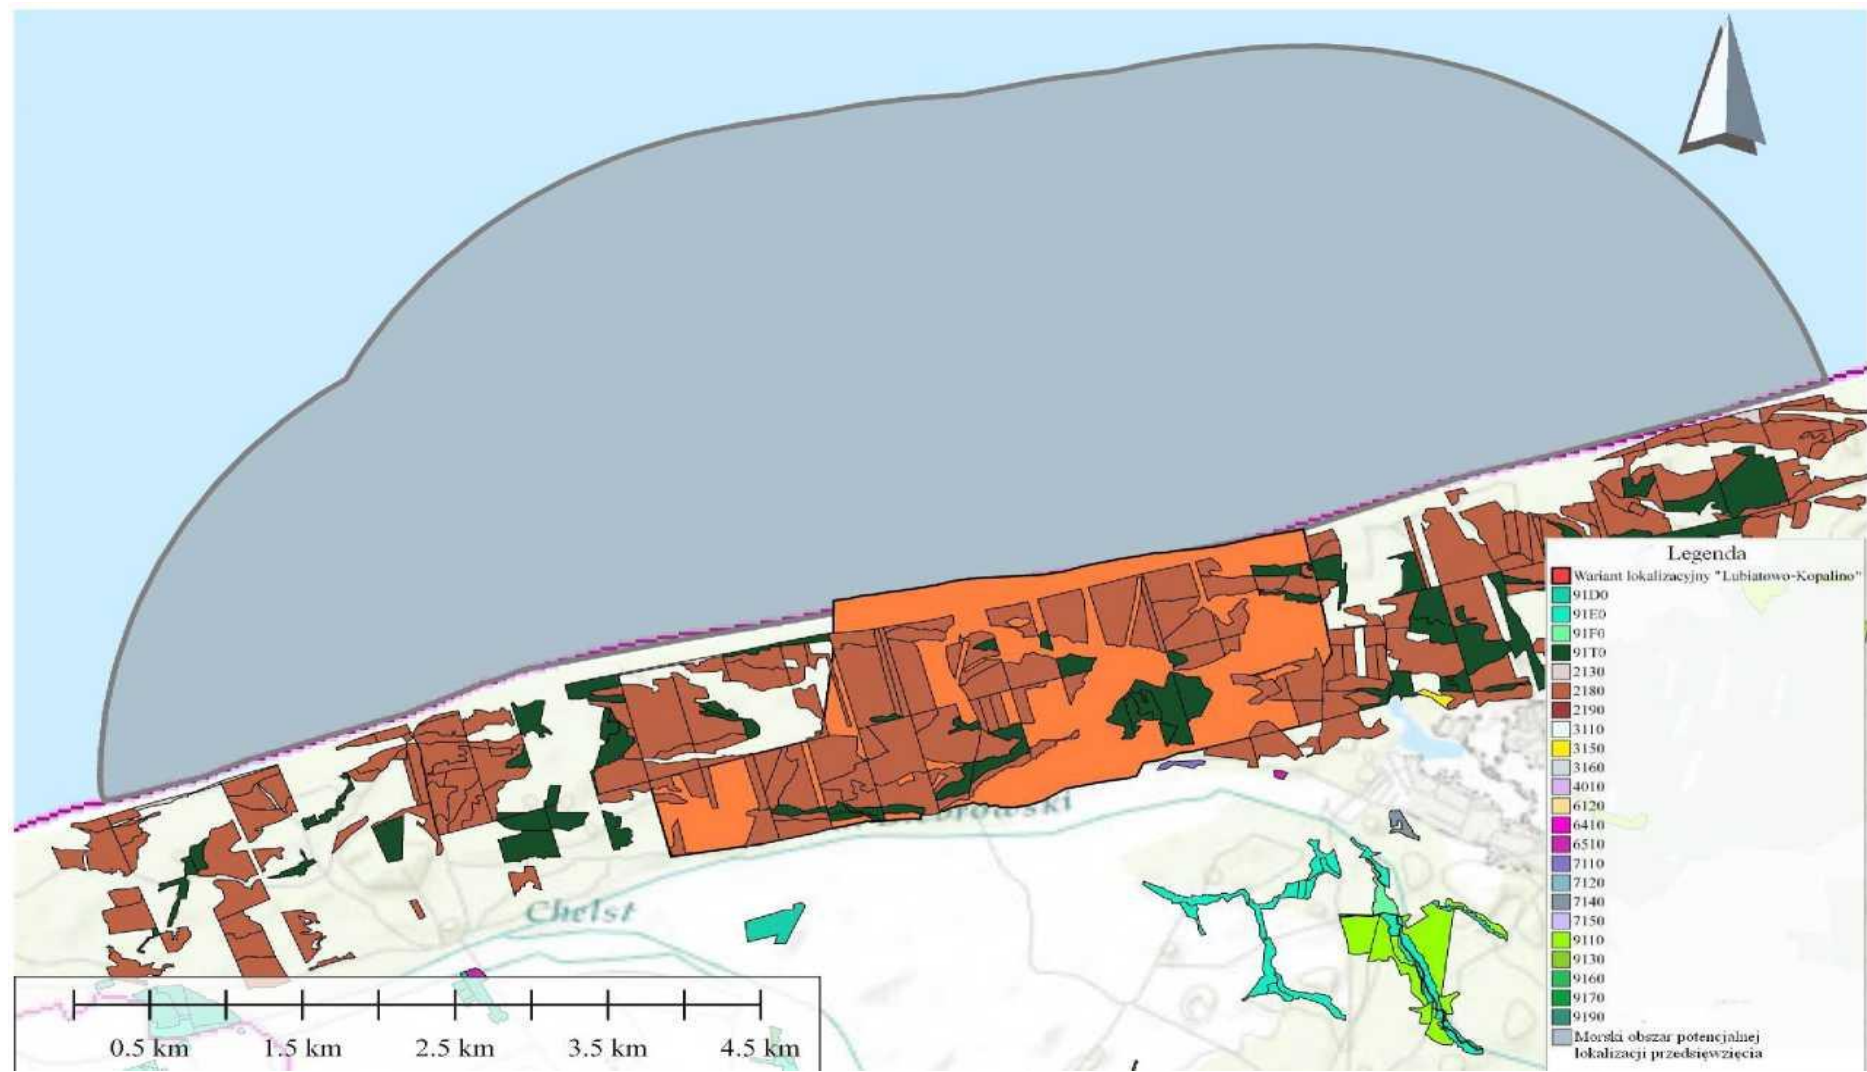 Legenda
Wariant lokalizacyjny "Lubiatowo-Kopalino"
91D0
91E0
91F0
91T0
2130
2180
2190
3110
3150
3160
4010
6120
6410
6510
7110
7120
7140
7150
9110
9130
9160
9170
9190
Morski obszar potencjalnej
lokalizacji przedsięwzięcia
Chelst
0.5 km 1.5 km 2.5 km 3.5 km 4.5 km